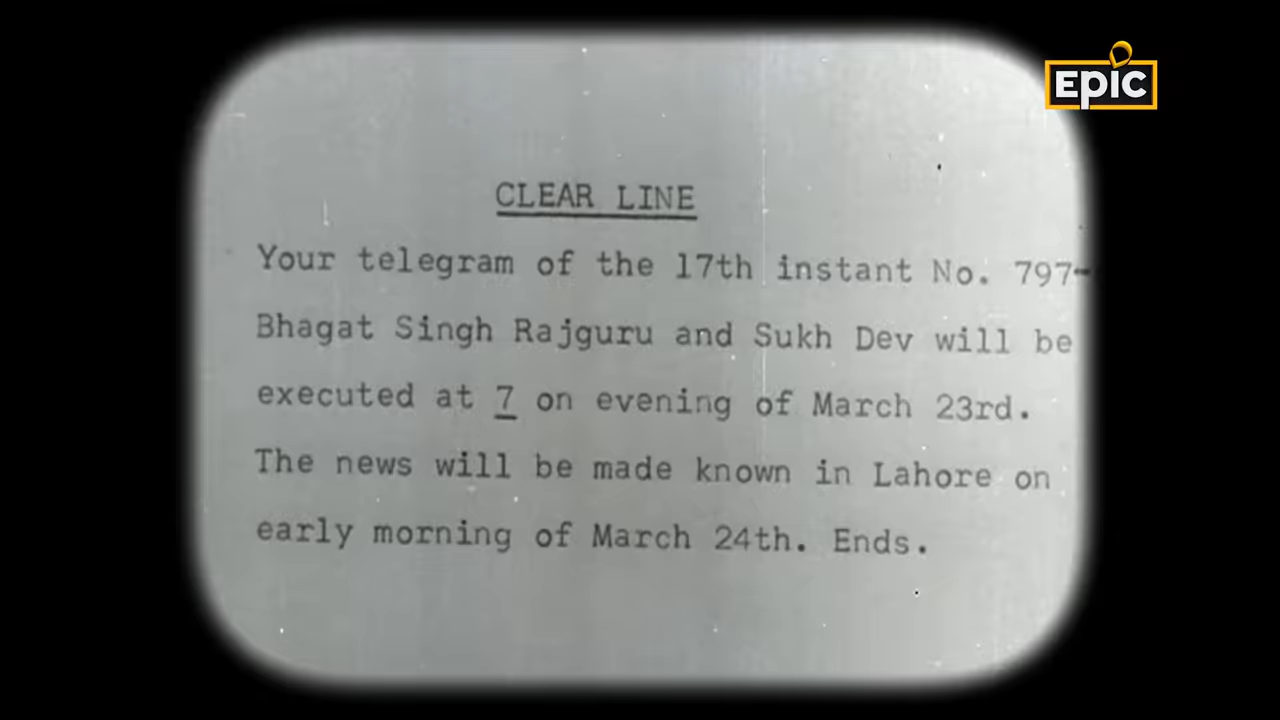 EPIC
CLEAR LINE
Your telegram of the 17th instant No. 797-
Bhagat Singh Rajguru and Sukh Dev will be
executed at 7 on evening of March 23rd.
The news will be made known in Lahore on
early morning of March 24th. Ends.